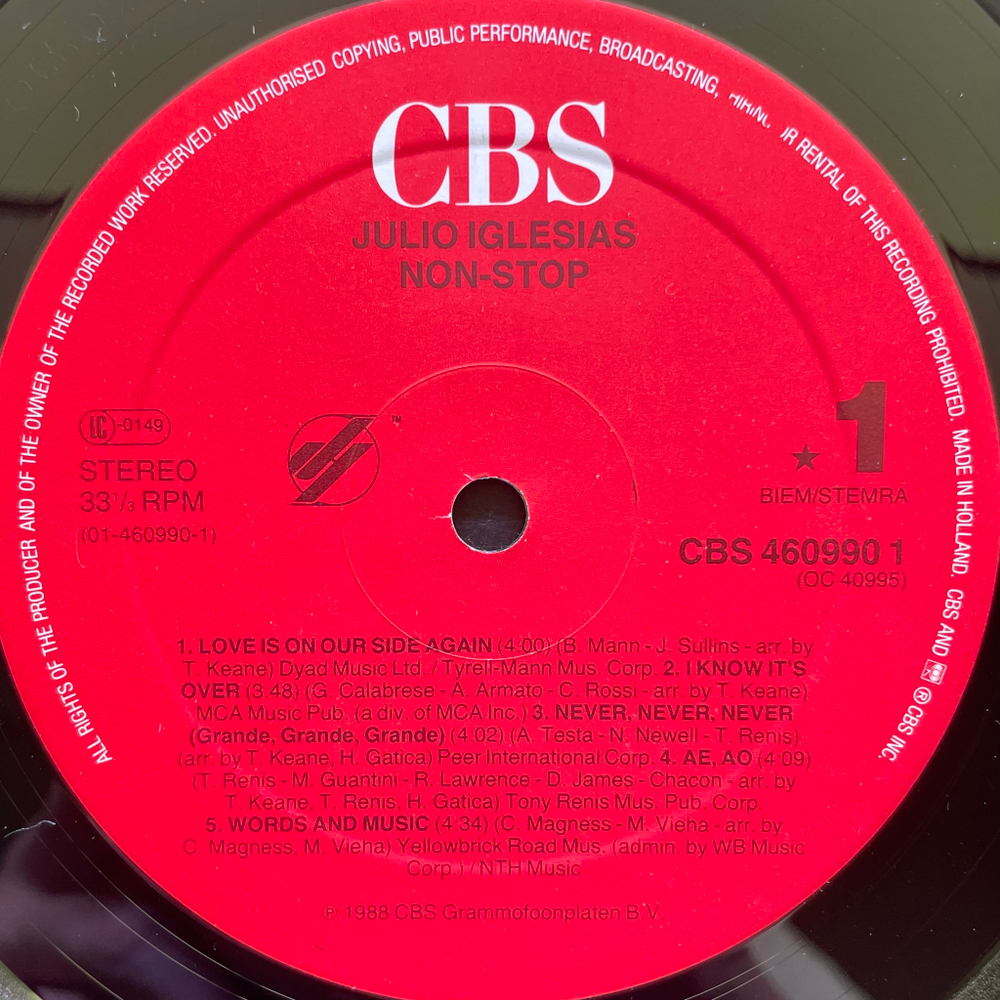 ALL RIGHTS OF THE PRODUCER AND OF THE OWNER OF THE RECORDED WORK RESERVED. UNAUTHORISED COPYING, PUBLIC PERFORMANCE, BROADCASTING, HIRING OR RENTAL OF THIS RECORDING PROHIBITED. MADE IN HOLLAND. CBS AND ® CBS INC.
CBS
JULIO IGLESIAS
NON-STOP
LC-0149
STEREO
33 1/3 RPM
(01-460990-1)
™
★ 1
BIEM/STEMRA
CBS 460990 1
(OC 40995)
1. LOVE IS ON OUR SIDE AGAIN (4:00) (B. Mann - J. Sullins - arr. by
T. Keane) Dyad Music Ltd. / Tyrell-Mann Mus. Corp. 2. I KNOW IT'S
OVER (3:48) (G. Calabrese - A. Armato - C. Rossi - arr. by T. Keane)
MCA Music Pub. (a div. of MCA Inc.) 3. NEVER, NEVER, NEVER
(Grande, Grande, Grande) (4:02) (A. Testa - N. Newell - T. Renis)
(arr. by T. Keane, H. Gatica) Peer International Corp. 4. AE, AO (4:09)
(T. Renis - M. Guantini - R. Lawrence - D. James - Chacon - arr. by
T. Keane, T. Renis, H. Gatica) Tony Renis Mus. Pub. Corp.
5. WORDS AND MUSIC (4:34) (C. Magness - M. Vieha - arr. by
C. Magness, M. Vieha) Yellowbrick Road Mus. (admin. by WB Music
Corp.) / NTH Music
℗ 1988 CBS Grammofoonplaten B.V.